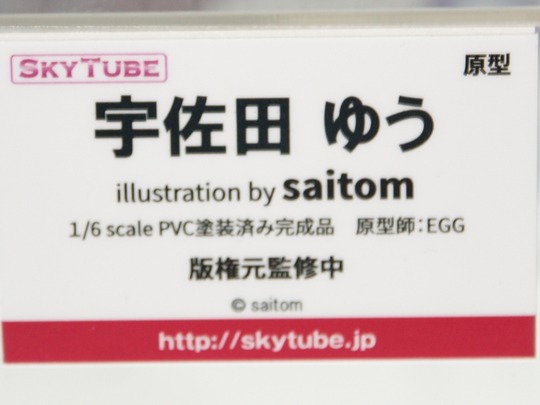 SKYTUBE 原型
宇佐田 ゆう
illustration by saitom
1/6 scale PVC塗装済み完成品 原型師:EGG
版権元監修中
© saitom
http://skytube.jp